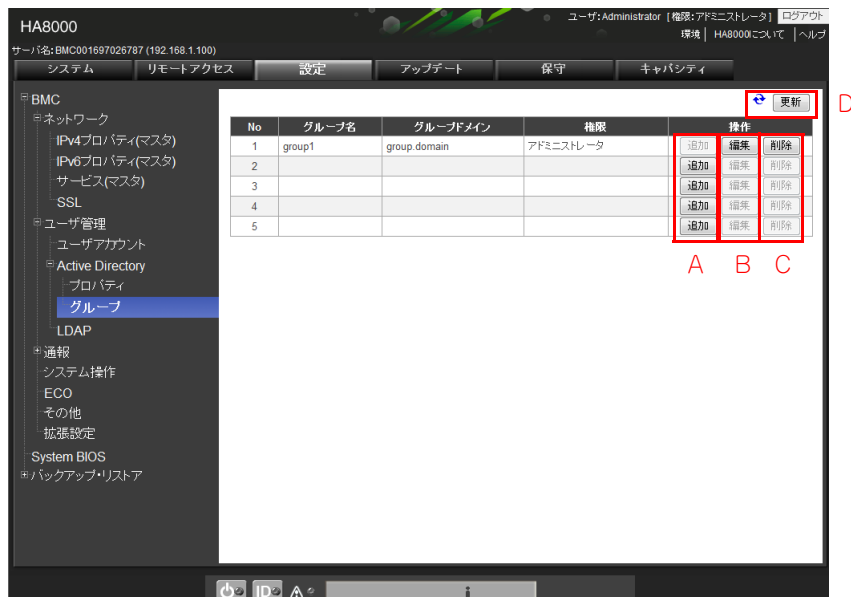 HA8000
ユーザ:Administrator [権限:アドミニストレータ] ログアウト
環境 | HA8000について | ヘルプ
サーバ名:BMC001697026787 (192.168.1.100)
システム リモートアクセス 設定 アップデート 保守 キャパシティ
BMC
ネットワーク
IPv4プロパティ(マスタ)
IPv6プロパティ(マスタ)
サービス(マスタ)
SSL
ユーザ管理
ユーザアカウント
Active Directory
プロパティ
グループ
LDAP
通報
システム操作
ECO
その他
拡張設定
System BIOS
バックアップ・リストア
更新 D
No グループ名 グループドメイン 権限 操作
1 group1 group.domain アドミニストレータ 追加 編集 削除
2 追加 編集 削除
3 追加 編集 削除
4 追加 編集 削除
5 追加 編集 削除
A B C
ID i